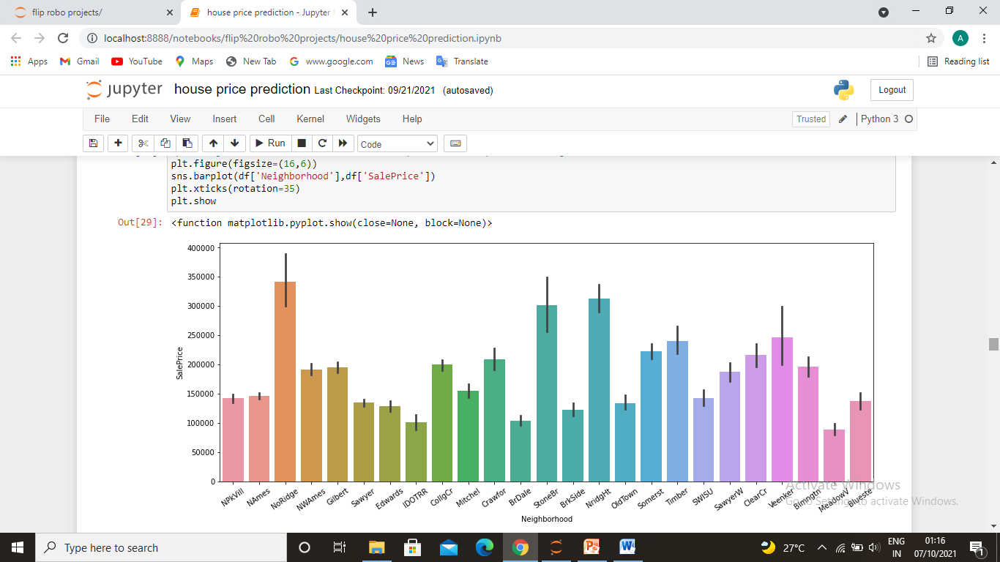 flip robo projects/
house price prediction - Jupyter
localhost:8888/notebooks/flip%20robo%20projects/house%20price%20prediction.ipynb
A
Apps Gmail YouTube Maps New Tab www.google.com News Translate Reading list
jupyter house price prediction Last Checkpoint: 09/21/2021 (autosaved) Logout
File Edit View Insert Cell Kernel Widgets Help Trusted Python 3
Run Code
plt.figure(figsize=(16,6))
sns.barplot(df['Neighborhood'],df['SalePrice'])
plt.xticks(rotation=35)
plt.show
Out[29]: <function matplotlib.pyplot.show(close=None, block=None)>
400000
350000
300000
250000
200000
150000
100000
50000
0
SalePrice
NPkVill NAmes NoRidge NWAmes Gilbert Sawyer Edwards IDOTRR CollgCr Mitchel Crawfor BrDale StoneBr BrkSide NridgHt OldTown Somerst Timber SWISU SawyerW ClearCr Veenker Blmngtn MeadowV Blueste
Neighborhood
Activate Windows
Go to Settings to activate Windows.
Type here to search
27°C
ENG
IN
01:16
07/10/2021
1